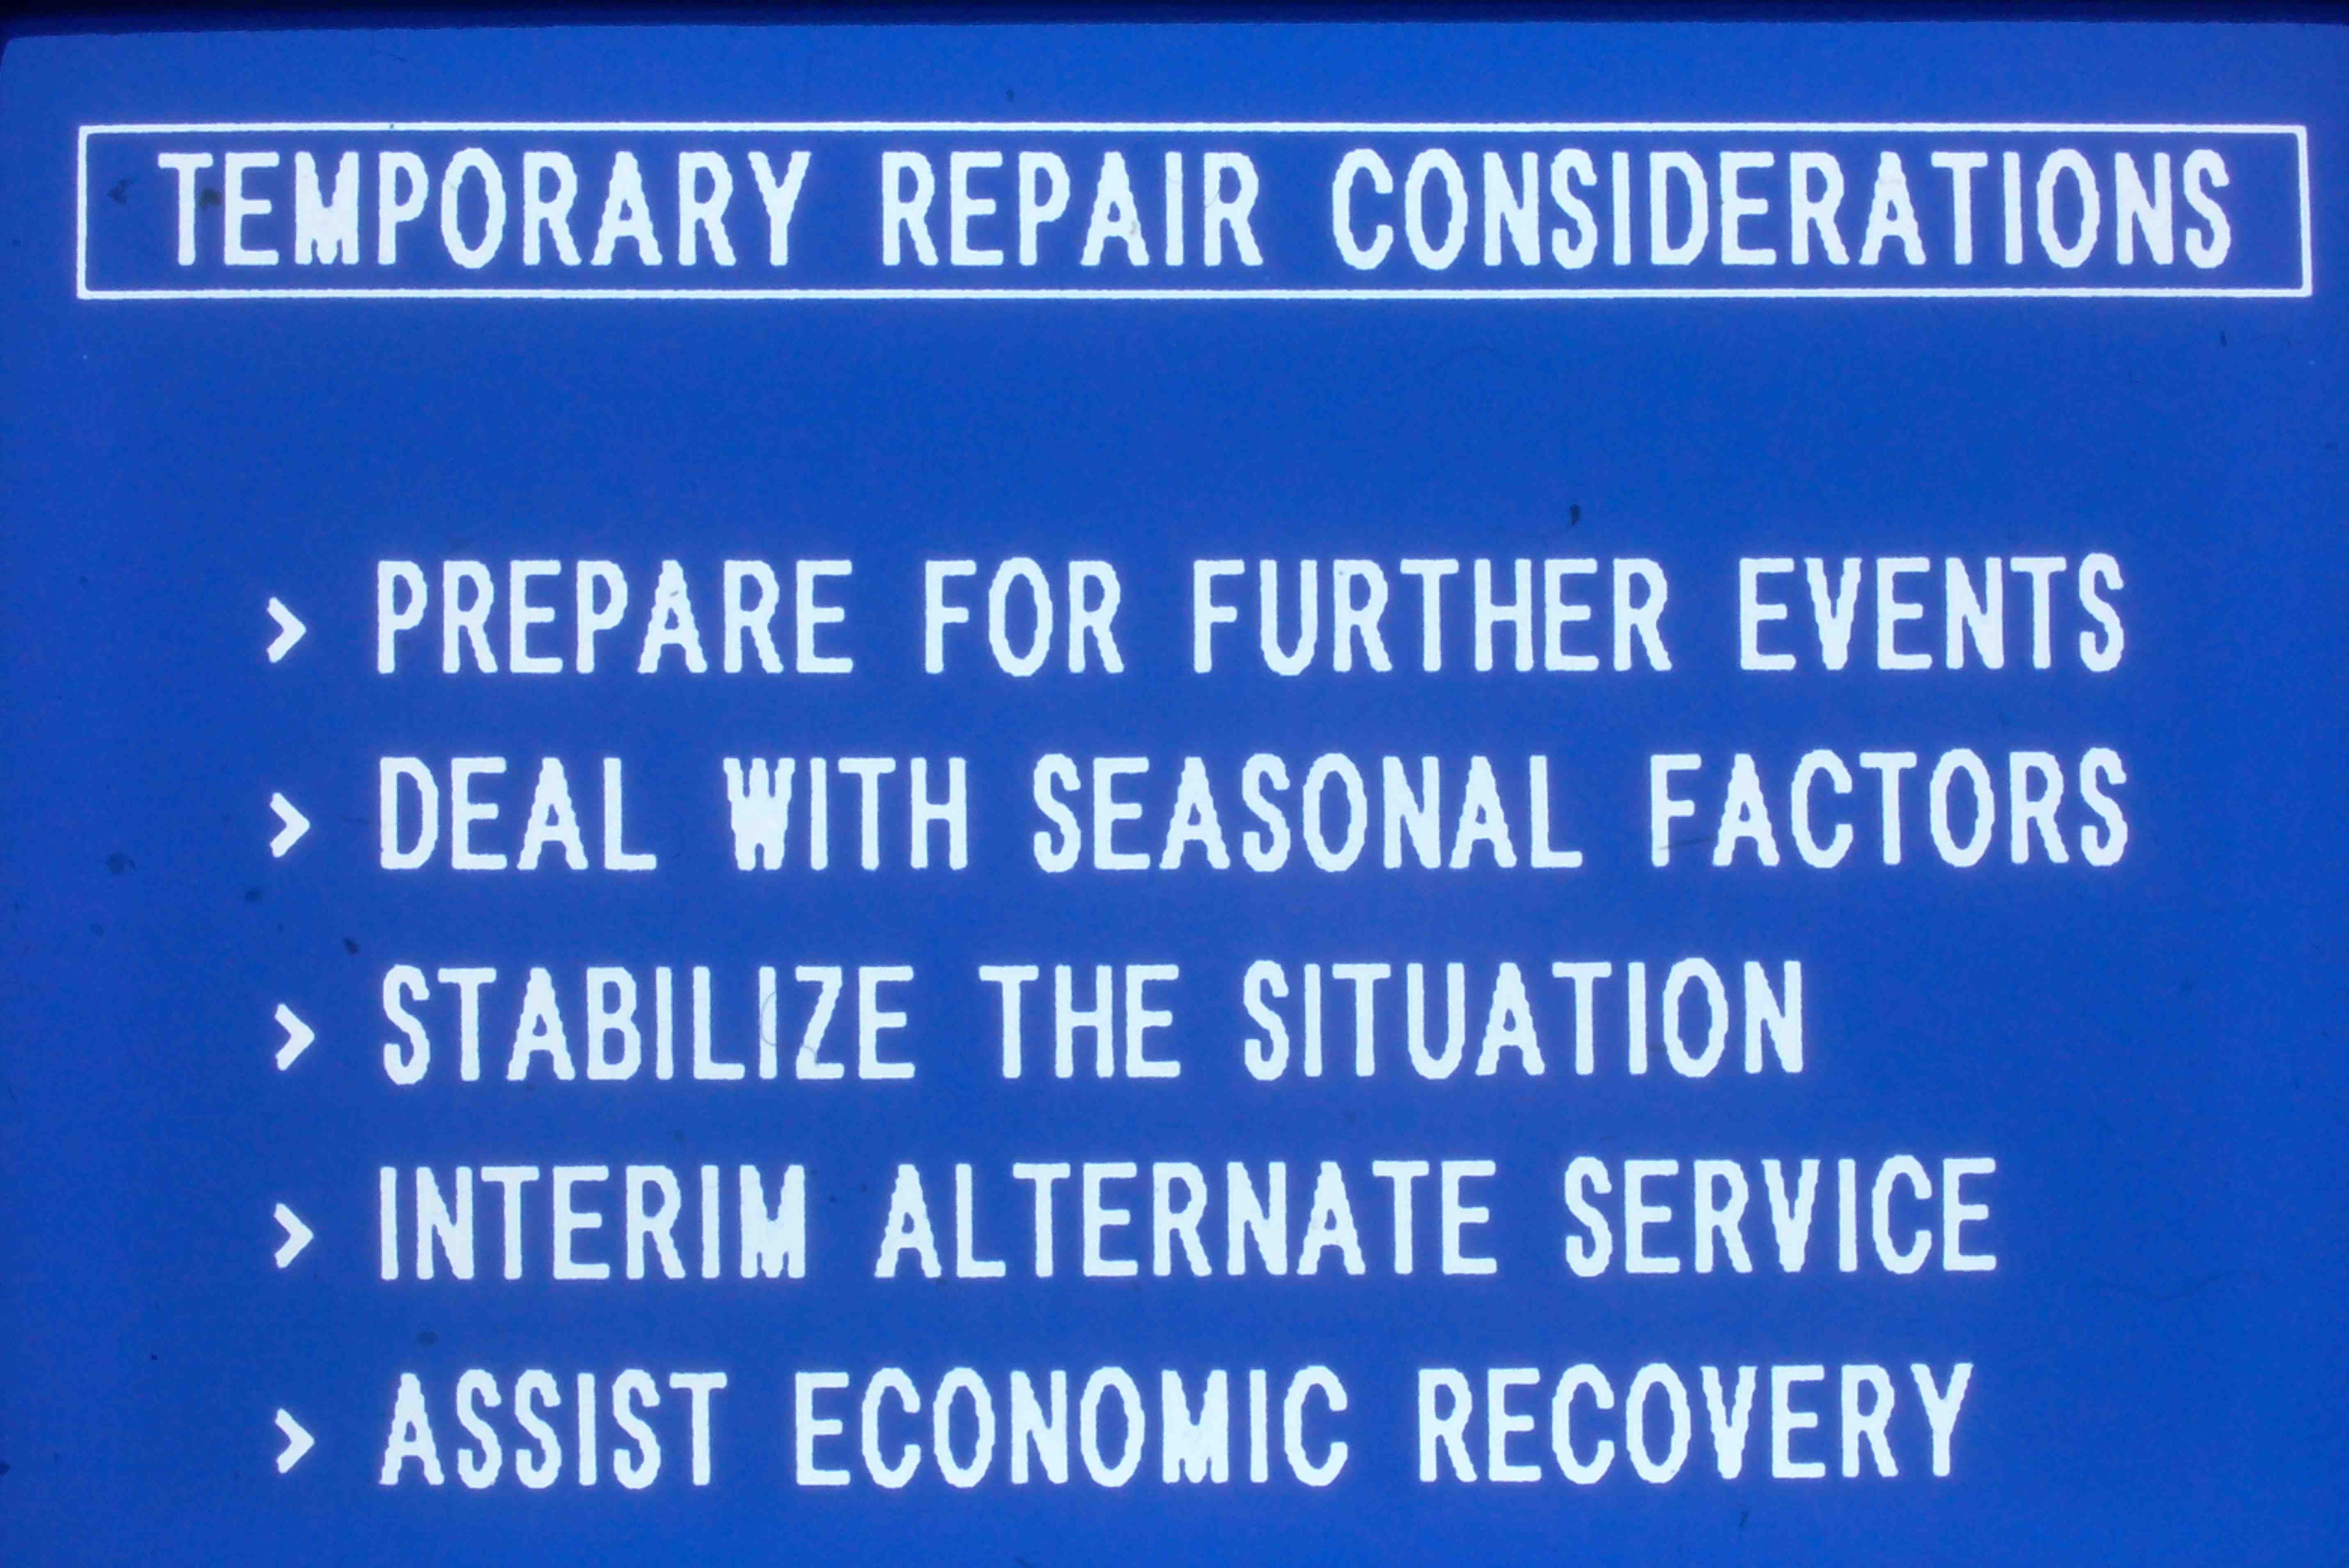 TEMPORARY REPAIR CONSIDERATIONS
> PREPARE FOR FURTHER EVENTS
> DEAL WITH SEASONAL FACTORS
> STABILIZE THE SITUATION
> INTERIM ALTERNATE SERVICE
> ASSIST ECONOMIC RECOVERY